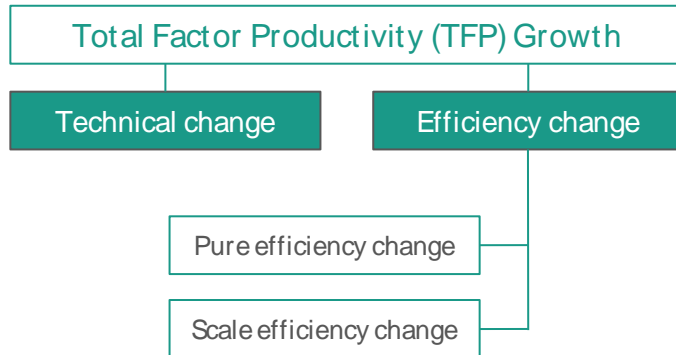 Total Factor Productivity (TFP) Growth
Technical change
Efficiency change
Pure efficiency change
Scale efficiency change